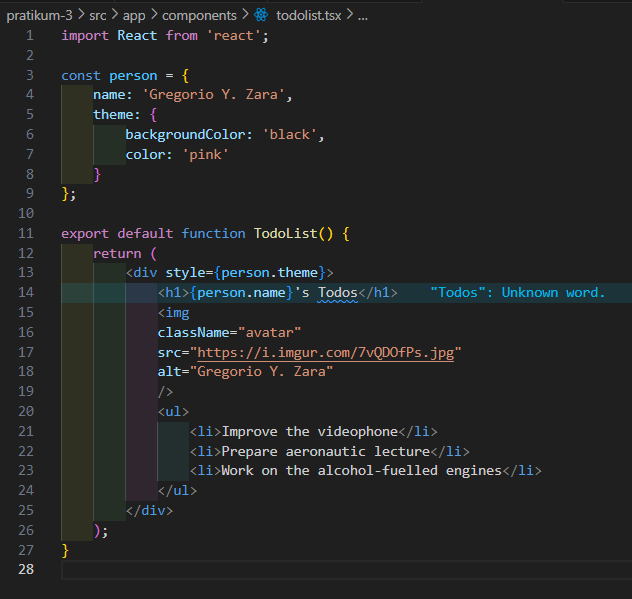 pratikum-3 > src > app > components > todolist.tsx > ...
1 import React from 'react';
2
3 const person = {
4     name: 'Gregorio Y. Zara',
5     theme: {
6         backgroundColor: 'black',
7         color: 'pink'
8     }
9 };
10
11 export default function TodoList() {
12     return (
13         <div style={person.theme}>
14             <h1>{person.name}'s Todos</h1>    "Todos": Unknown word.
15             <img
16             className="avatar"
17             src="https://i.imgur.com/7vQDOfPs.jpg"
18             alt="Gregorio Y. Zara"
19             />
20             <ul>
21                 <li>Improve the videophone</li>
22                 <li>Prepare aeronautic lecture</li>
23                 <li>Work on the alcohol-fuelled engines</li>
24             </ul>
25         </div>
26     );
27 }
28